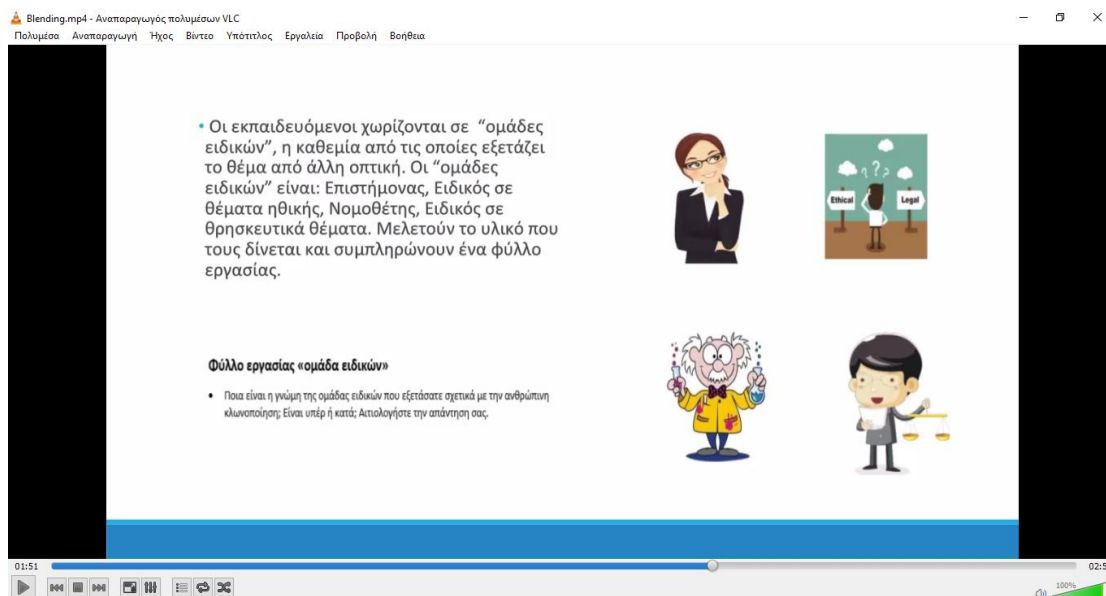 Blending.mp4 - Αναπαραγωγός πολυμέσων VLC
Πολυμέσα Αναπαραγωγή Ήχος Βίντεο Υπότιτλος Εργαλεία Προβολή Βοήθεια
• Οι εκπαιδευόμενοι χωρίζονται σε “ομάδες
ειδικών”, η καθεμία από τις οποίες εξετάζει
το θέμα από άλλη οπτική. Οι “ομάδες
ειδικών” είναι: Επιστήμονας, Ειδικός σε
θέματα ηθικής, Νομοθέτης, Ειδικός σε
θρησκευτικά θέματα. Μελετούν το υλικό που
τους δίνεται και συμπληρώνουν ένα φύλλο
εργασίας.
? ? ?
Ethical Legal
Φύλλο εργασίας «ομάδα ειδικών»
• Ποια είναι η γνώμη της ομάδας ειδικών που εξετάσατε σχετικά με την ανθρώπινη
κλωνοποίηση; Είναι υπέρ ή κατά; Αιτιολογήστε την απάντηση σας.
01:51
100%